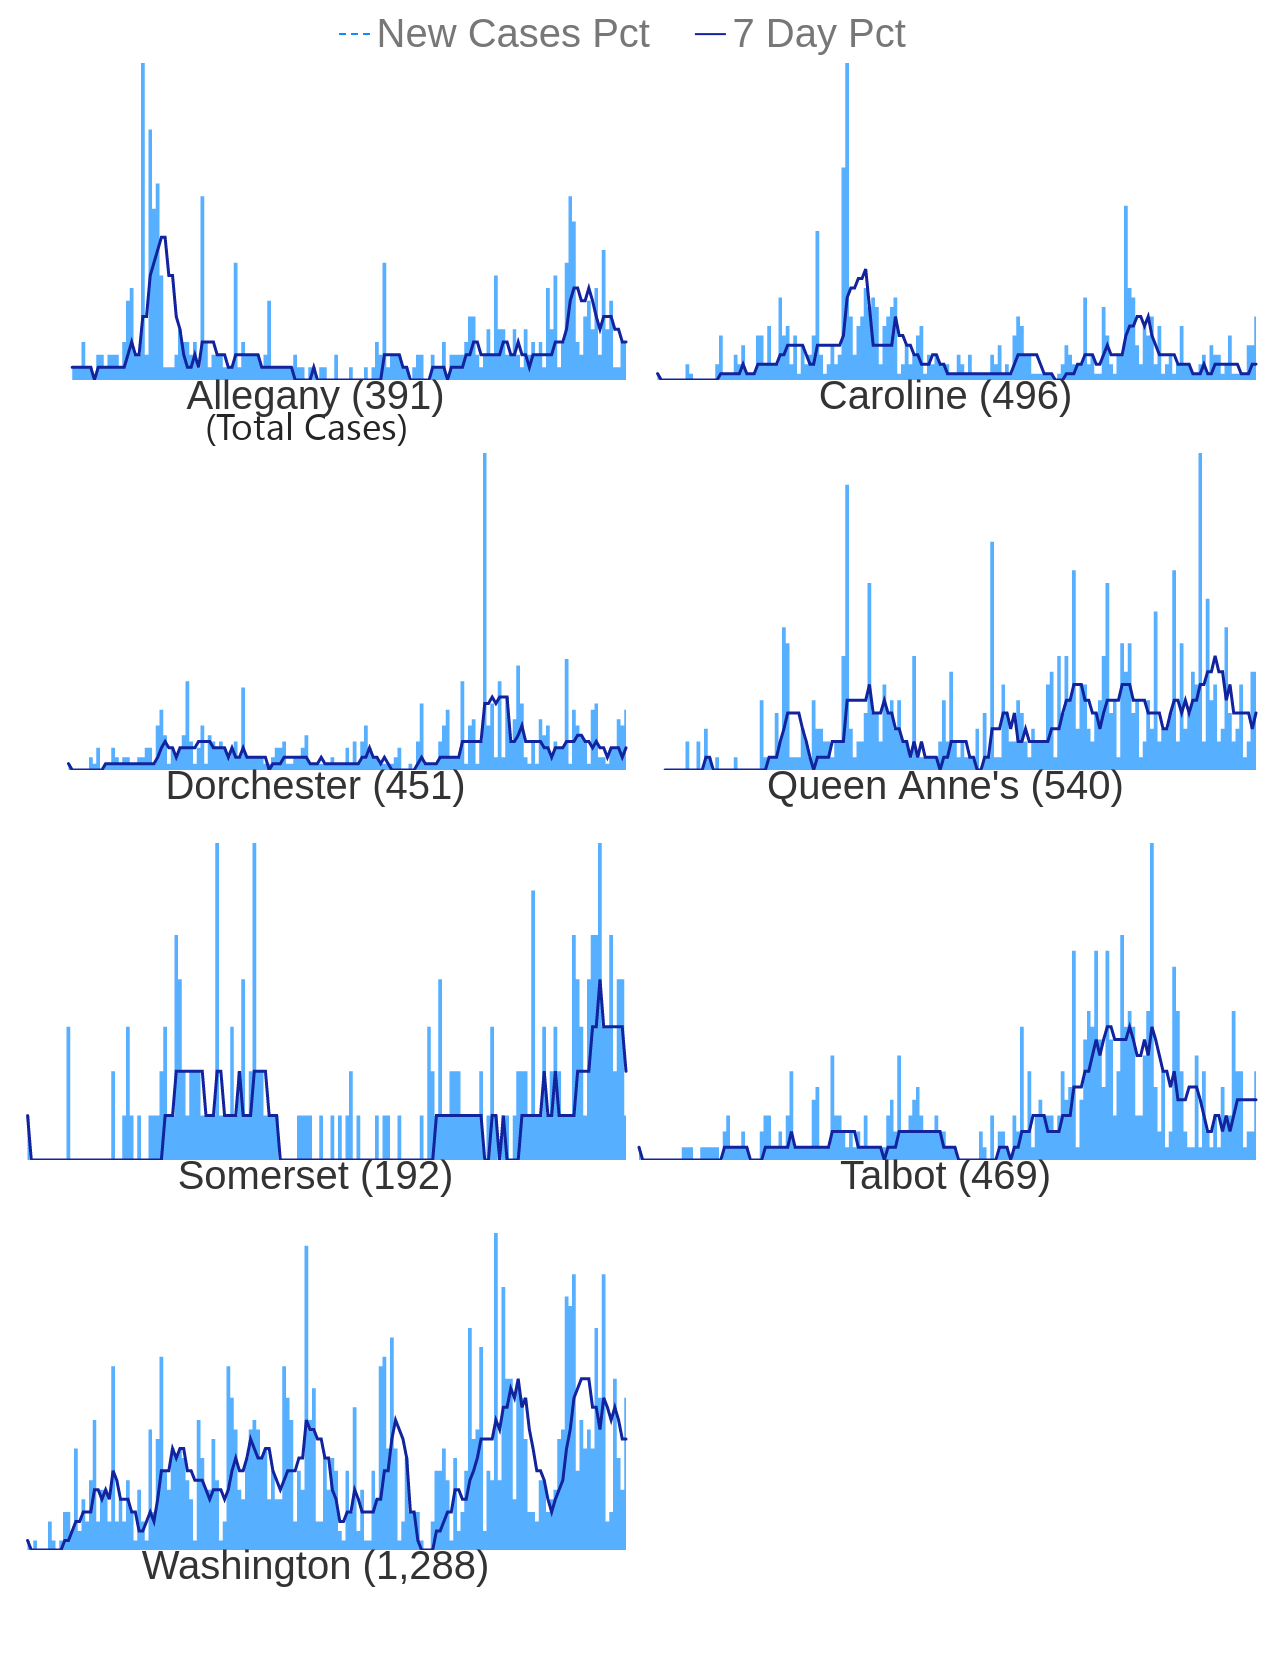 New Cases Pct 7 Day Pct
Allegany (391) Caroline (496)
(Total Cases)
Dorchester (451) Queen Anne's (540)
Somerset (192) Talbot (469)
Washington (1,288)